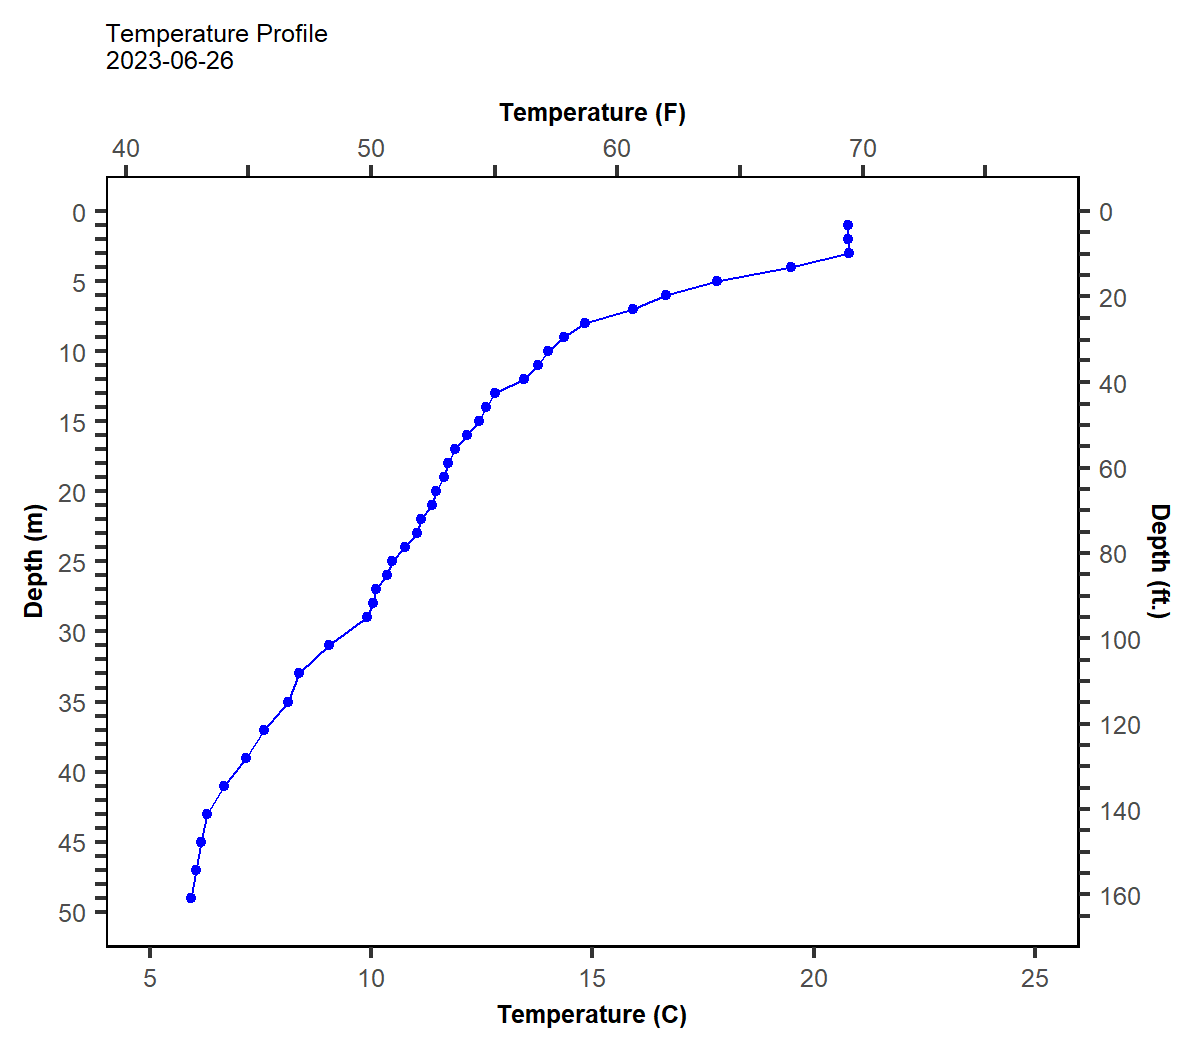 Temperature Profile
2023-06-26
Temperature (F)
40 50 60 70
0 0
5 20
10 40
15 60
20 80
25 100
30 120
35 140
40 160
45
50
Depth (m)
Depth (ft.)
5 10 15 20 25
Temperature (C)